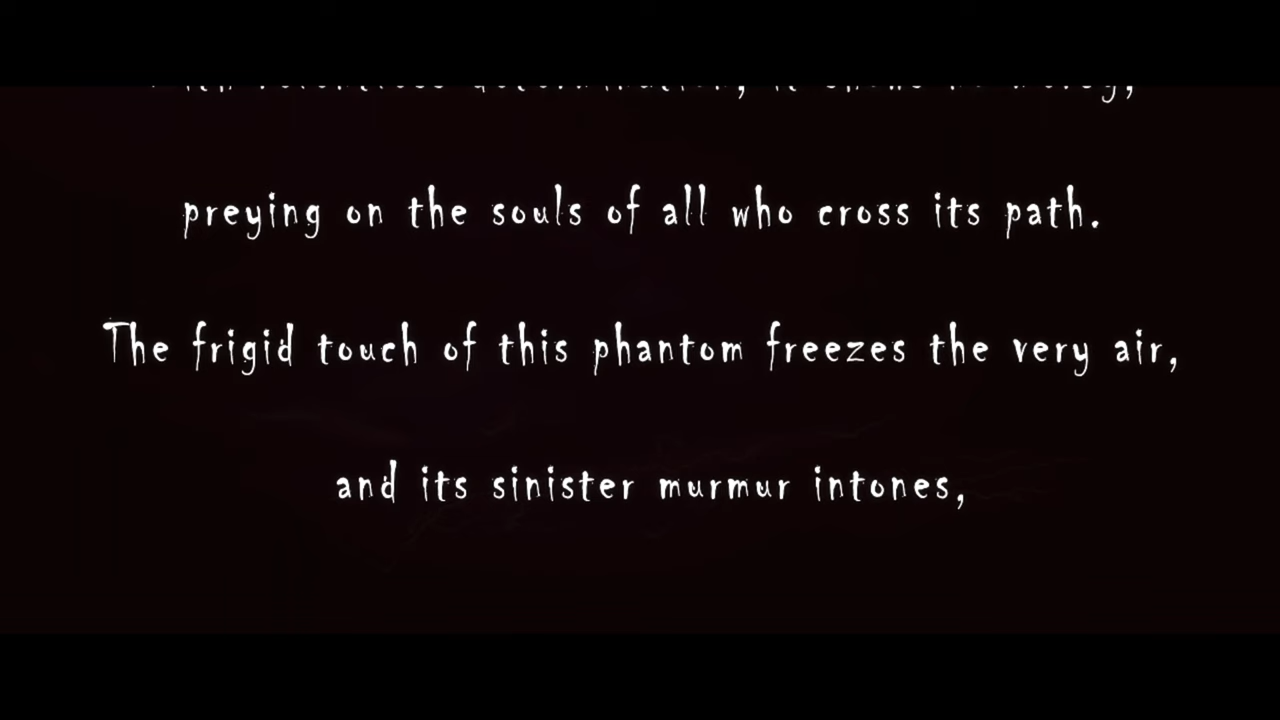 preying on the souls of all who cross its path.
The frigid touch of this phantom freezes the very air,
and its sinister murmur intones,